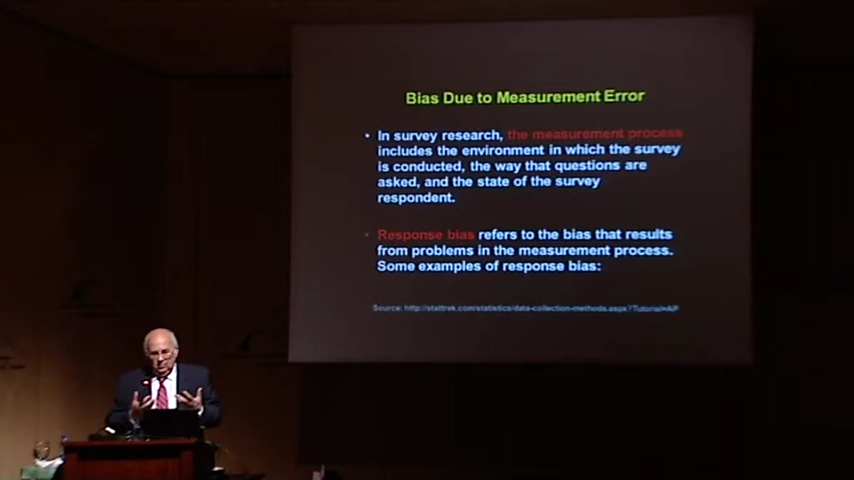 Bias Due to Measurement Error
• In survey research, the measurement process
includes the environment in which the survey
is conducted, the way that questions are
asked, and the state of the survey
respondent.
• Response bias refers to the bias that results
from problems in the measurement process.
Some examples of response bias:
Source: http://stattrek.com/statistics/data-collection-methods.aspx?Tutorial=AP